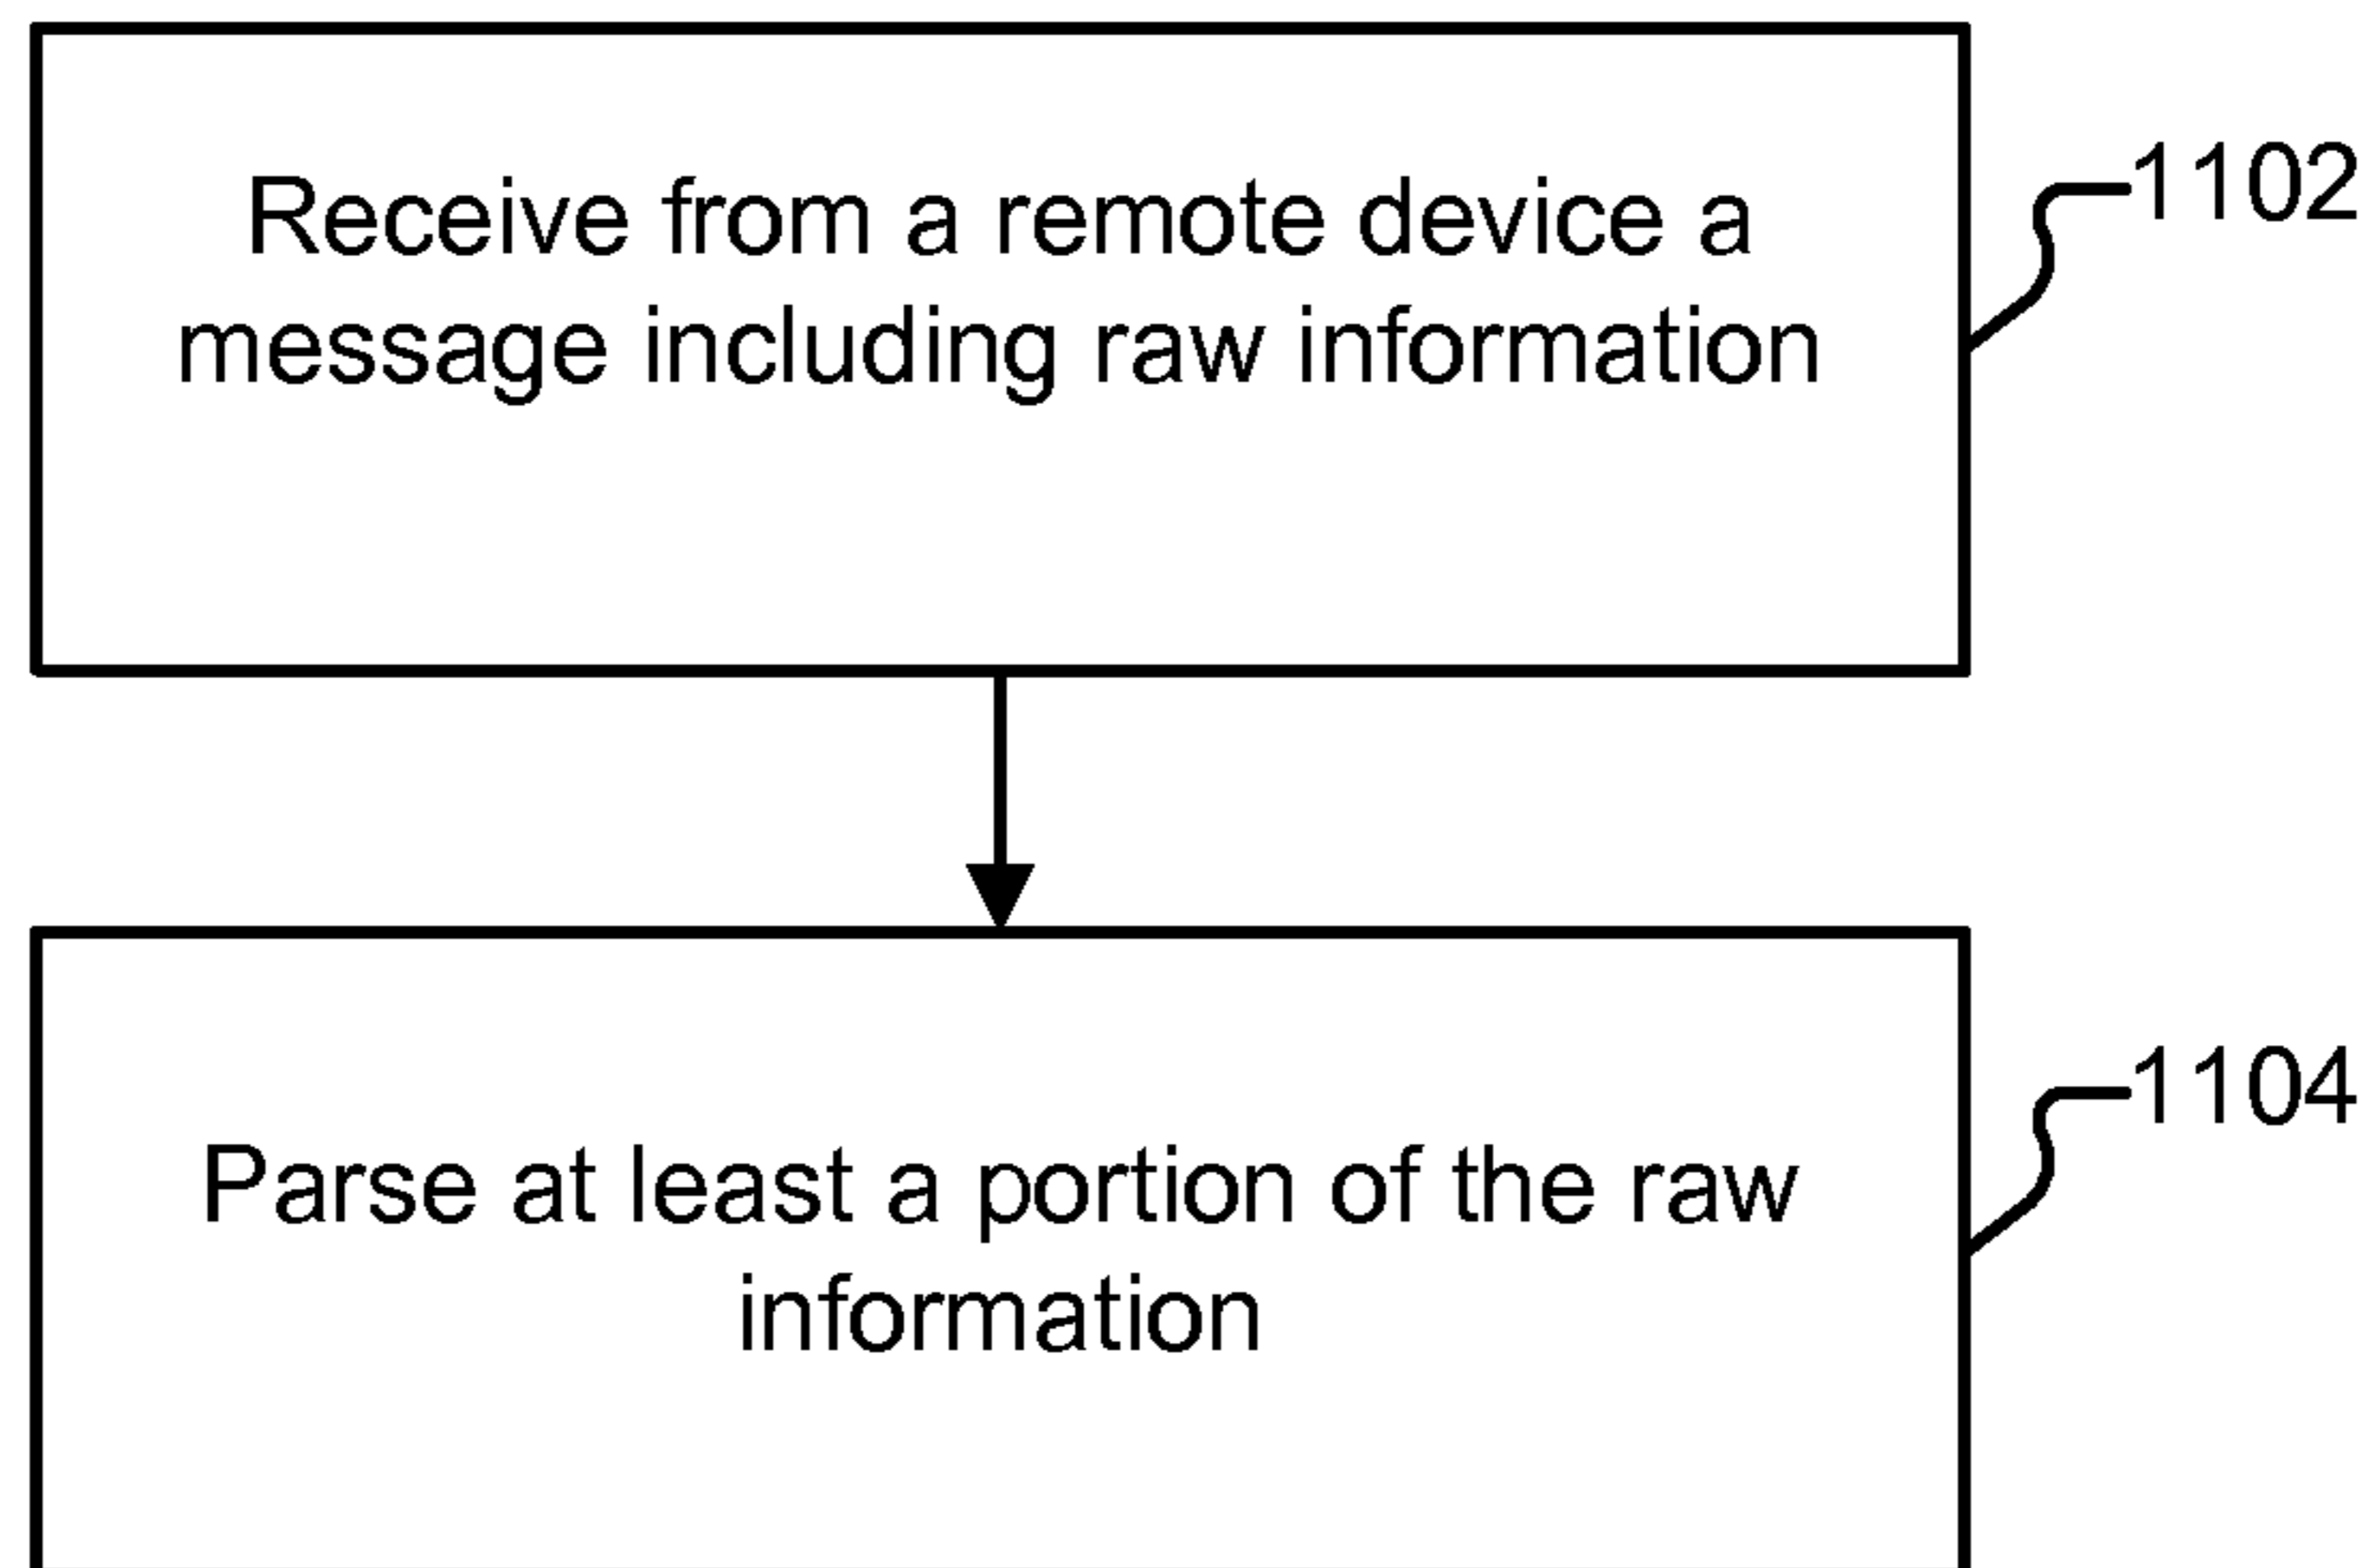 Receive from a remote device a
message including raw information
1102
Parse at least a portion of the raw
information
1104